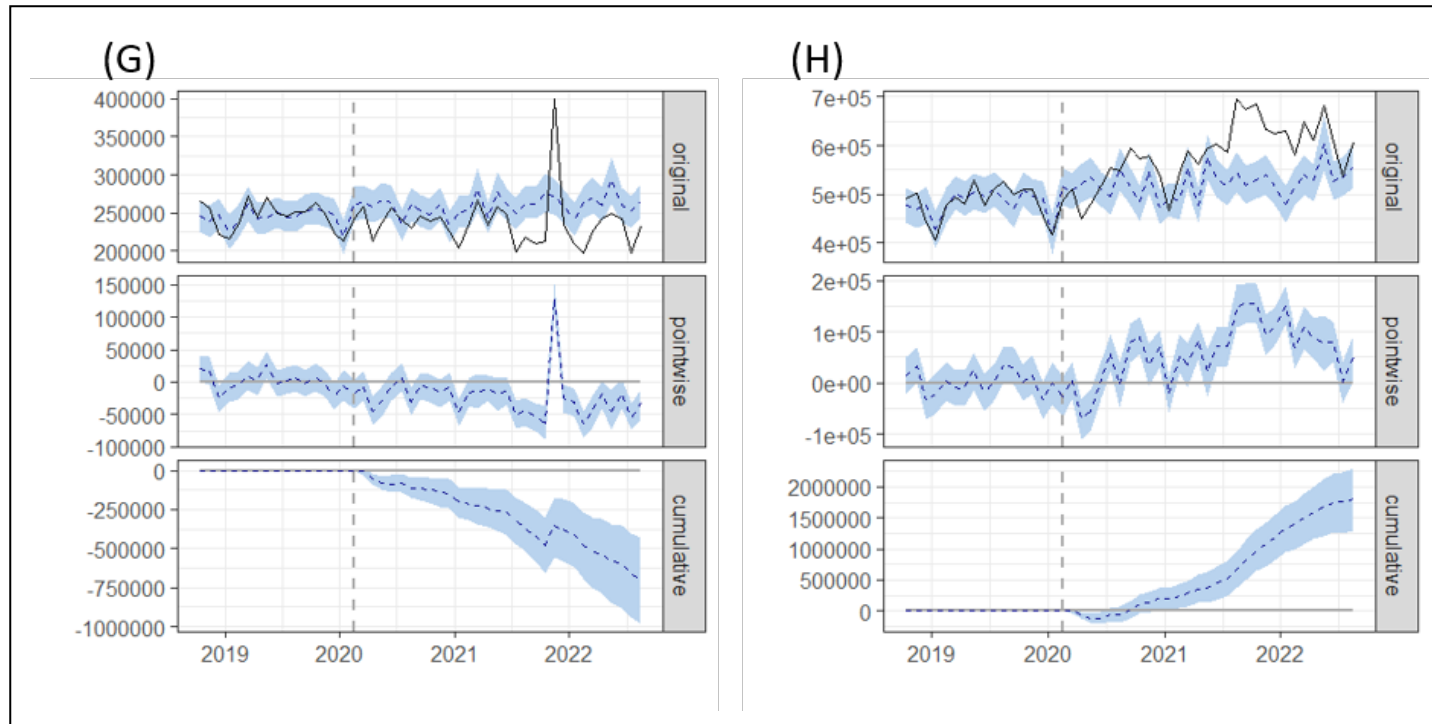 (G)
400000
350000
300000
250000
200000
original
150000
100000
50000
0
-50000
-100000
pointwise
0
-250000
-500000
-750000
-1000000
cumulative
2019 2020 2021 2022
(H)
7e+05
6e+05
5e+05
4e+05
original
2e+05
1e+05
0e+00
-1e+05
pointwise
2000000
1500000
1000000
500000
0
cumulative
2019 2020 2021 2022